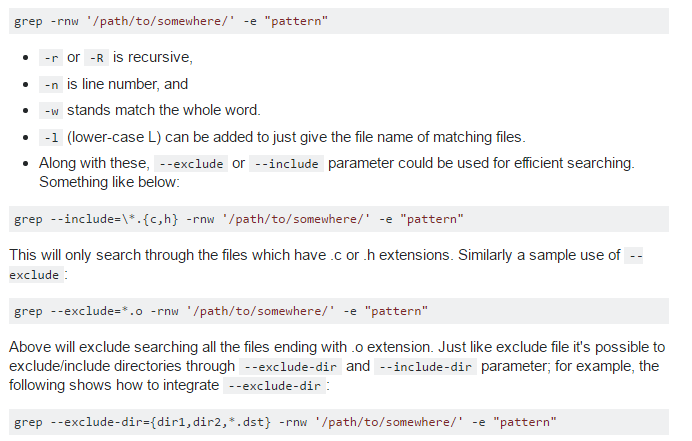 grep -rnw '/path/to/somewhere/' -e "pattern"
• -r or -R is recursive,
• -n is line number, and
• -w stands match the whole word.
• -l (lower-case L) can be added to just give the file name of matching files.
• Along with these, --exclude or --include parameter could be used for efficient searching.
Something like below:
grep --include=\*.{c,h} -rnw '/path/to/somewhere/' -e "pattern"
This will only search through the files which have .c or .h extensions. Similarly a sample use of --
exclude :
grep --exclude=*.o -rnw '/path/to/somewhere/' -e "pattern"
Above will exclude searching all the files ending with .o extension. Just like exclude file it's possible to
exclude/include directories through --exclude-dir and --include-dir parameter; for example, the
following shows how to integrate --exclude-dir :
grep --exclude-dir={dir1,dir2,*.dst} -rnw '/path/to/somewhere/' -e "pattern"